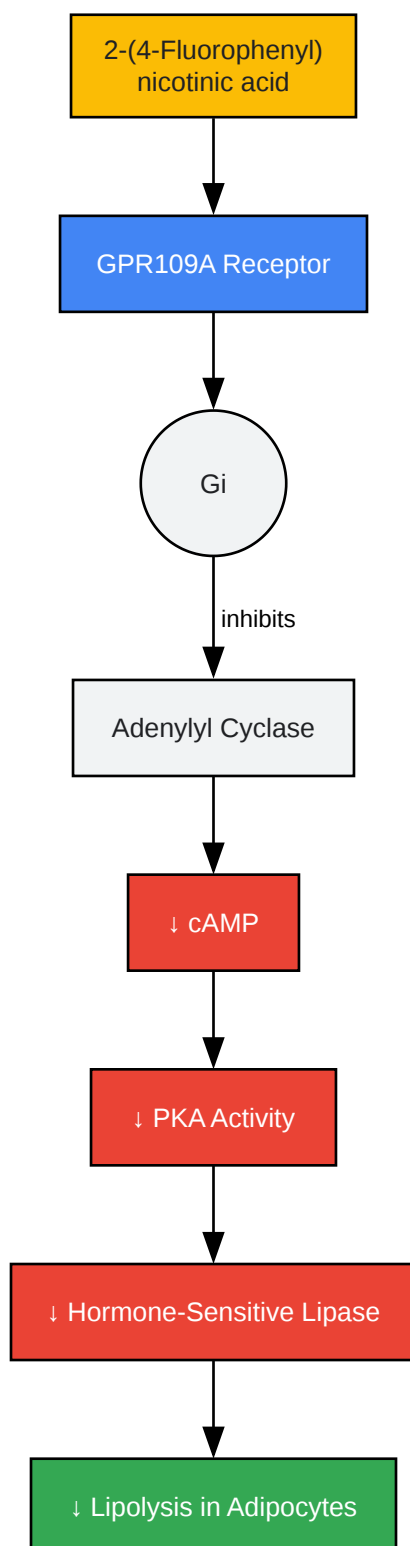 2-(4-Fluorophenyl)
nicotinic acid
GPR109A Receptor
Gi
inhibits
Adenylyl Cyclase
↓ cAMP
↓ PKA Activity
↓ Hormone-Sensitive Lipase
↓ Lipolysis in Adipocytes